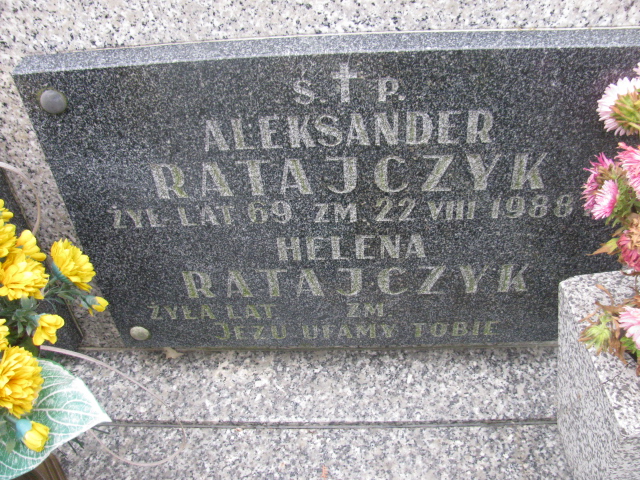 Ś. P.
ALEKSANDER
RATAJCZYK
ŻYŁ LAT 69 ZM. 22 VIII 1988
HELENA
RATAJCZYK
ŻYŁA LAT ZM.
JEZU UFAMY TOBIE